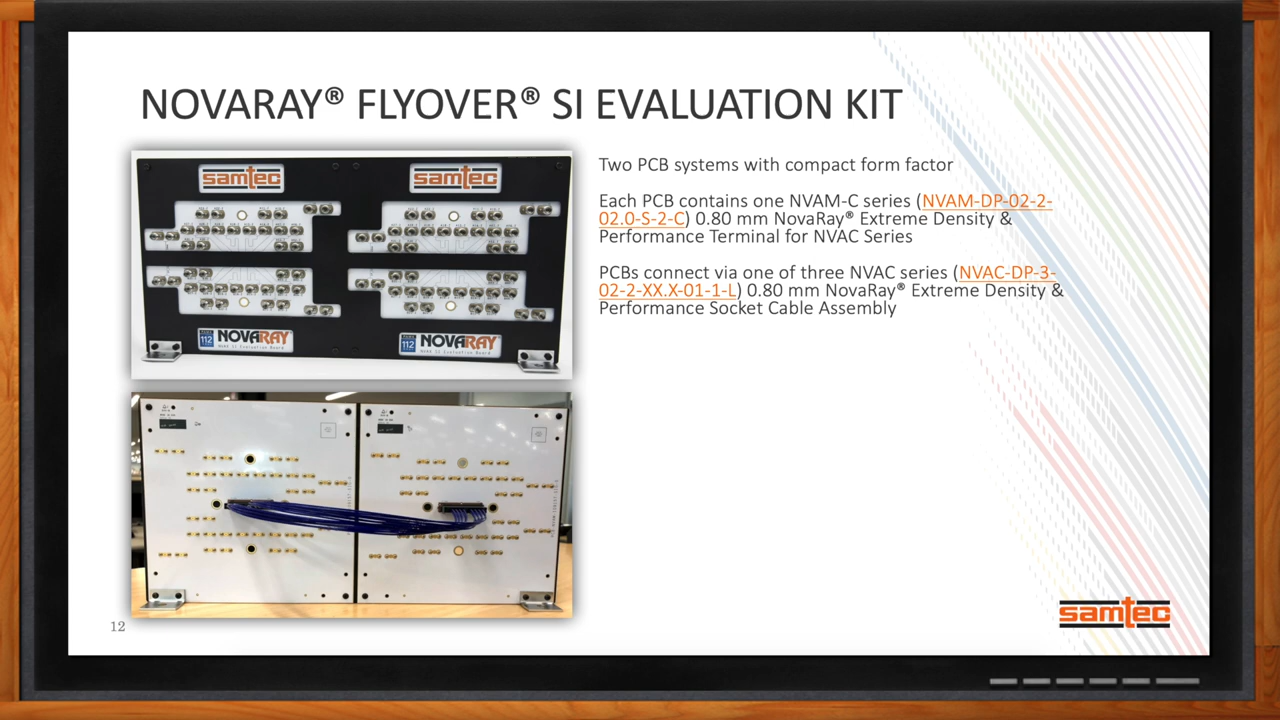 NOVARAY® FLYOVER® SI EVALUATION KIT
samtec
samtec
112
NOVARAY
112
NOVARAY
Two PCB systems with compact form factor
Each PCB contains one NVAM-C series (NVAM-DP-02-2-
02.0-S-2-C) 0.80 mm NovaRay® Extreme Density &
Performance Terminal for NVAC Series
PCBs connect via one of three NVAC series (NVAC-DP-3-
02-2-XX.X-01-1-L) 0.80 mm NovaRay® Extreme Density &
Performance Socket Cable Assembly
12
samtec